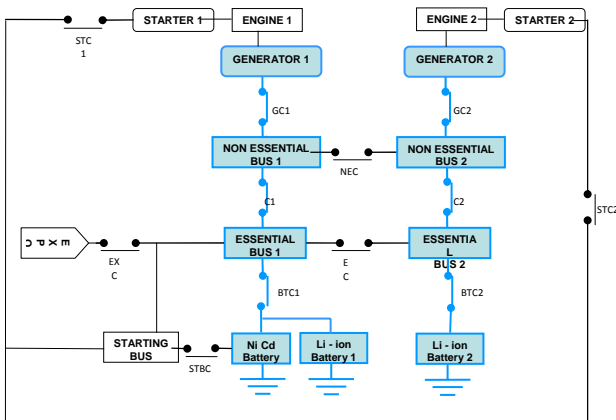 STARTER 1
ENGINE 1
ENGINE 2
STARTER 2
STC
1
GENERATOR 1
GENERATOR 2
GC1
GC2
NON ESSENTIAL
BUS 1
NON ESSENTIAL
BUS 2
NEC
C1
C2
STC2
EXPC
EX
C
ESSENTIAL
BUS 1
E
C
ESSENTIA
L
BUS 2
BTC1
BTC2
STARTING
BUS
STBC
Ni Cd
Battery
Li - ion
Battery 1
Li - ion
Battery 2